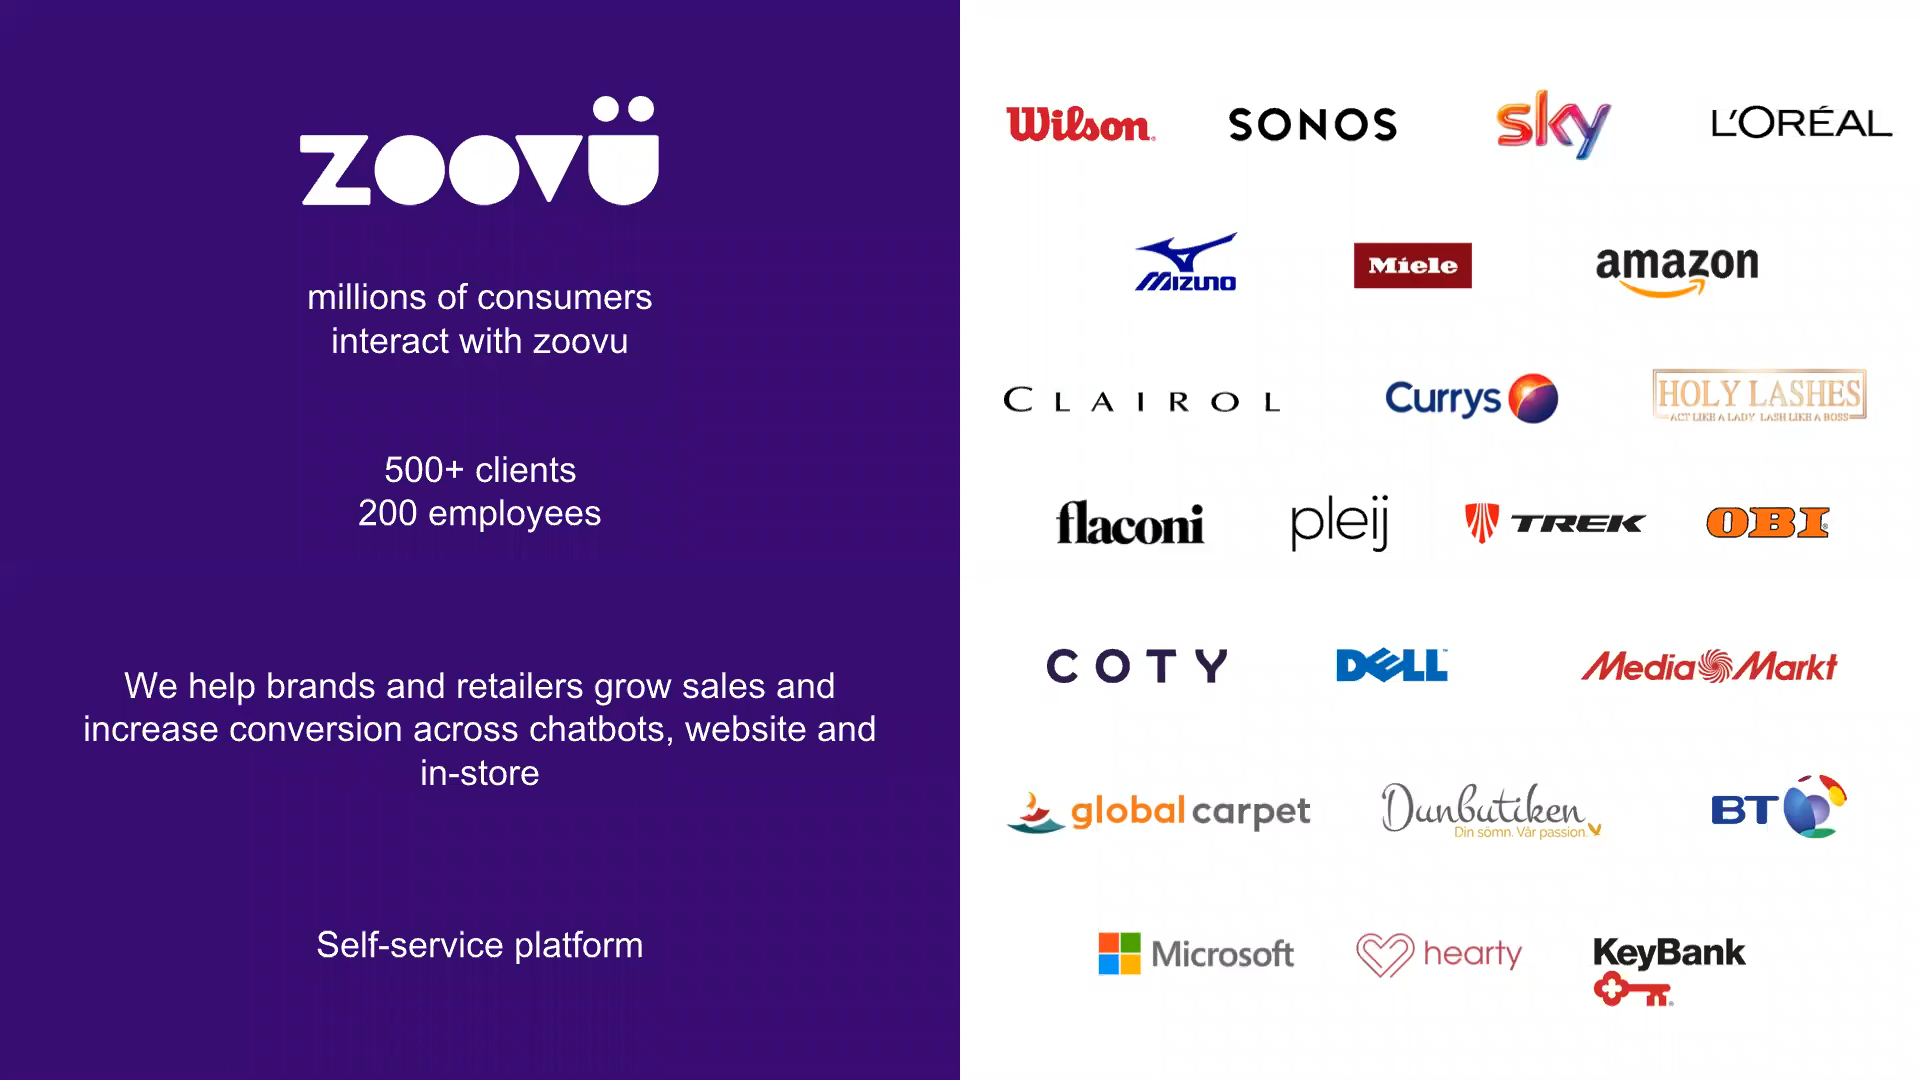 zoovü
millions of consumers
interact with zoovu
500+ clients
200 employees
We help brands and retailers grow sales and
increase conversion across chatbots, website and
in-store
Self-service platform
Wilson®
SONOS
sky
L'ORÉAL
MIZUNO
Miele
amazon
CLAIROL
Currys
HOLY LASHES
ACT LIKE A LADY LASH LIKE A BOSS
flaconi
pleij
TREK
OBI®
COTY
DELL™
Media Markt
global carpet
Dunbutiken
Din sömn. Vår passion.
BT
Microsoft
hearty
KeyBank
®